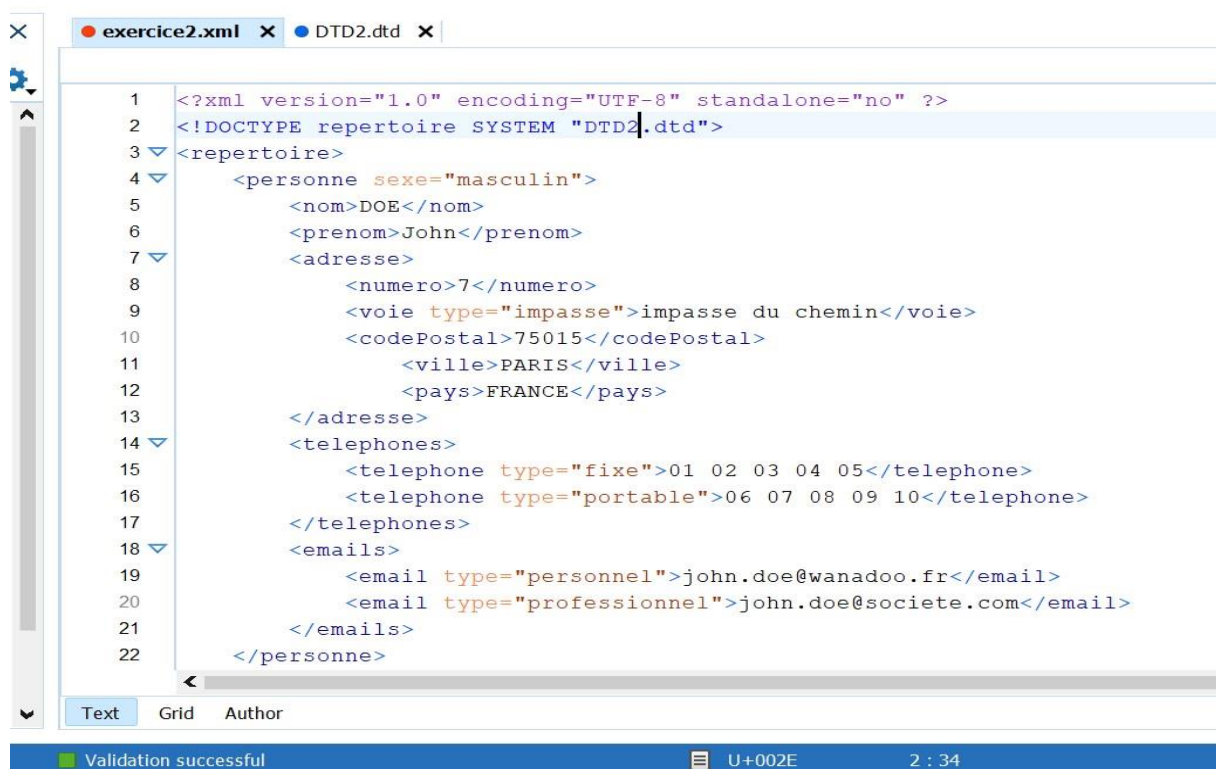 exercice2.xml × DTD2.dtd ×
1 <?xml version="1.0" encoding="UTF-8" standalone="no" ?>
2 <!DOCTYPE repertoire SYSTEM "DTD2.dtd">
3 <repertoire>
4 <personne sexe="masculin">
5 <nom>DOE</nom>
6 <prenom>John</prenom>
7 <adresse>
8 <numero>7</numero>
9 <voie type="impasse">impasse du chemin</voie>
10 <codePostal>75015</codePostal>
11 <ville>PARIS</ville>
12 <pays>FRANCE</pays>
13 </adresse>
14 <telephones>
15 <telephone type="fixe">01 02 03 04 05</telephone>
16 <telephone type="portable">06 07 08 09 10</telephone>
17 </telephones>
18 <emails>
19 <email type="personnel">john.doe@wanadoo.fr</email>
20 <email type="professionnel">john.doe@societe.com</email>
21 </emails>
22 </personne>
Text Grid Author
Validation successful U+002E 2 : 34